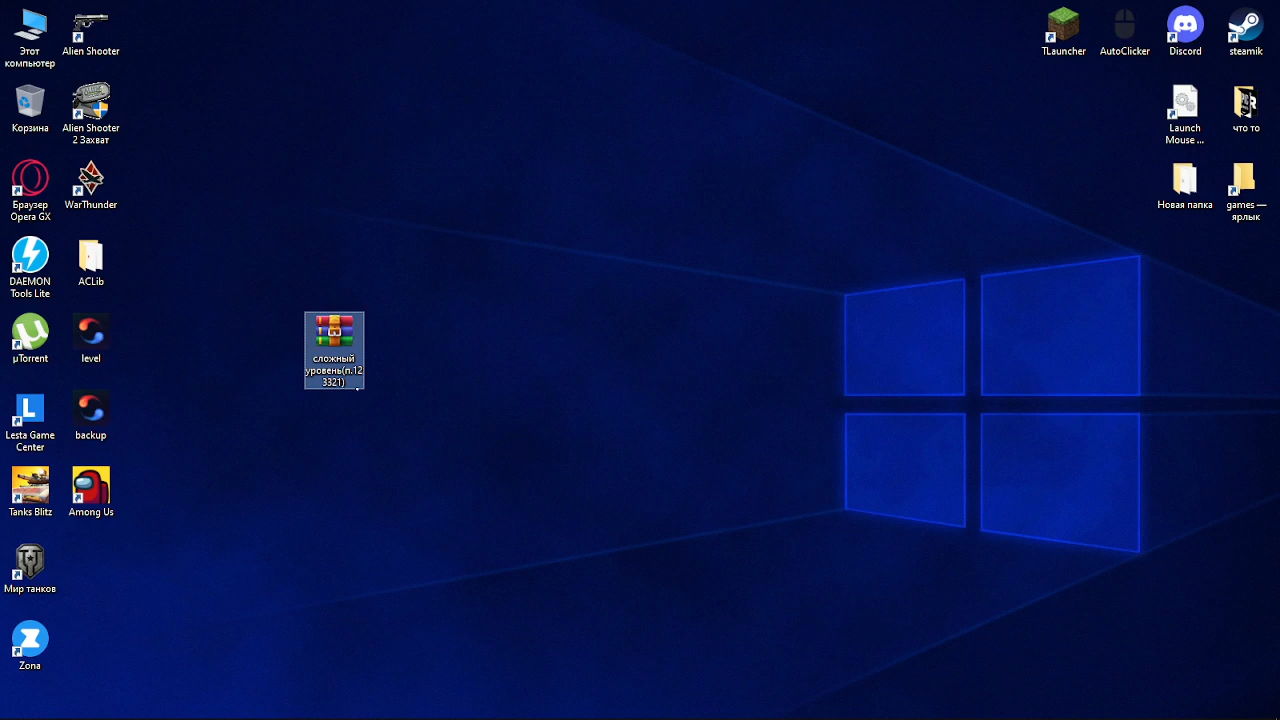 Этот
компьютер
Alien Shooter
Корзина
Alien Shooter
2 Захват
Браузер
Opera GX
WarThunder
DAEMON
Tools Lite
ACLib
µTorrent
level
L
Lesta Game
Center
backup
Tanks Blitz
Among Us
Мир танков
Zona
сложный
уровень(п.12
3321)
TLauncher
AutoClicker
Discord
steamik
Launch
Mouse ...
что то
Новая папка
games —
ярлык